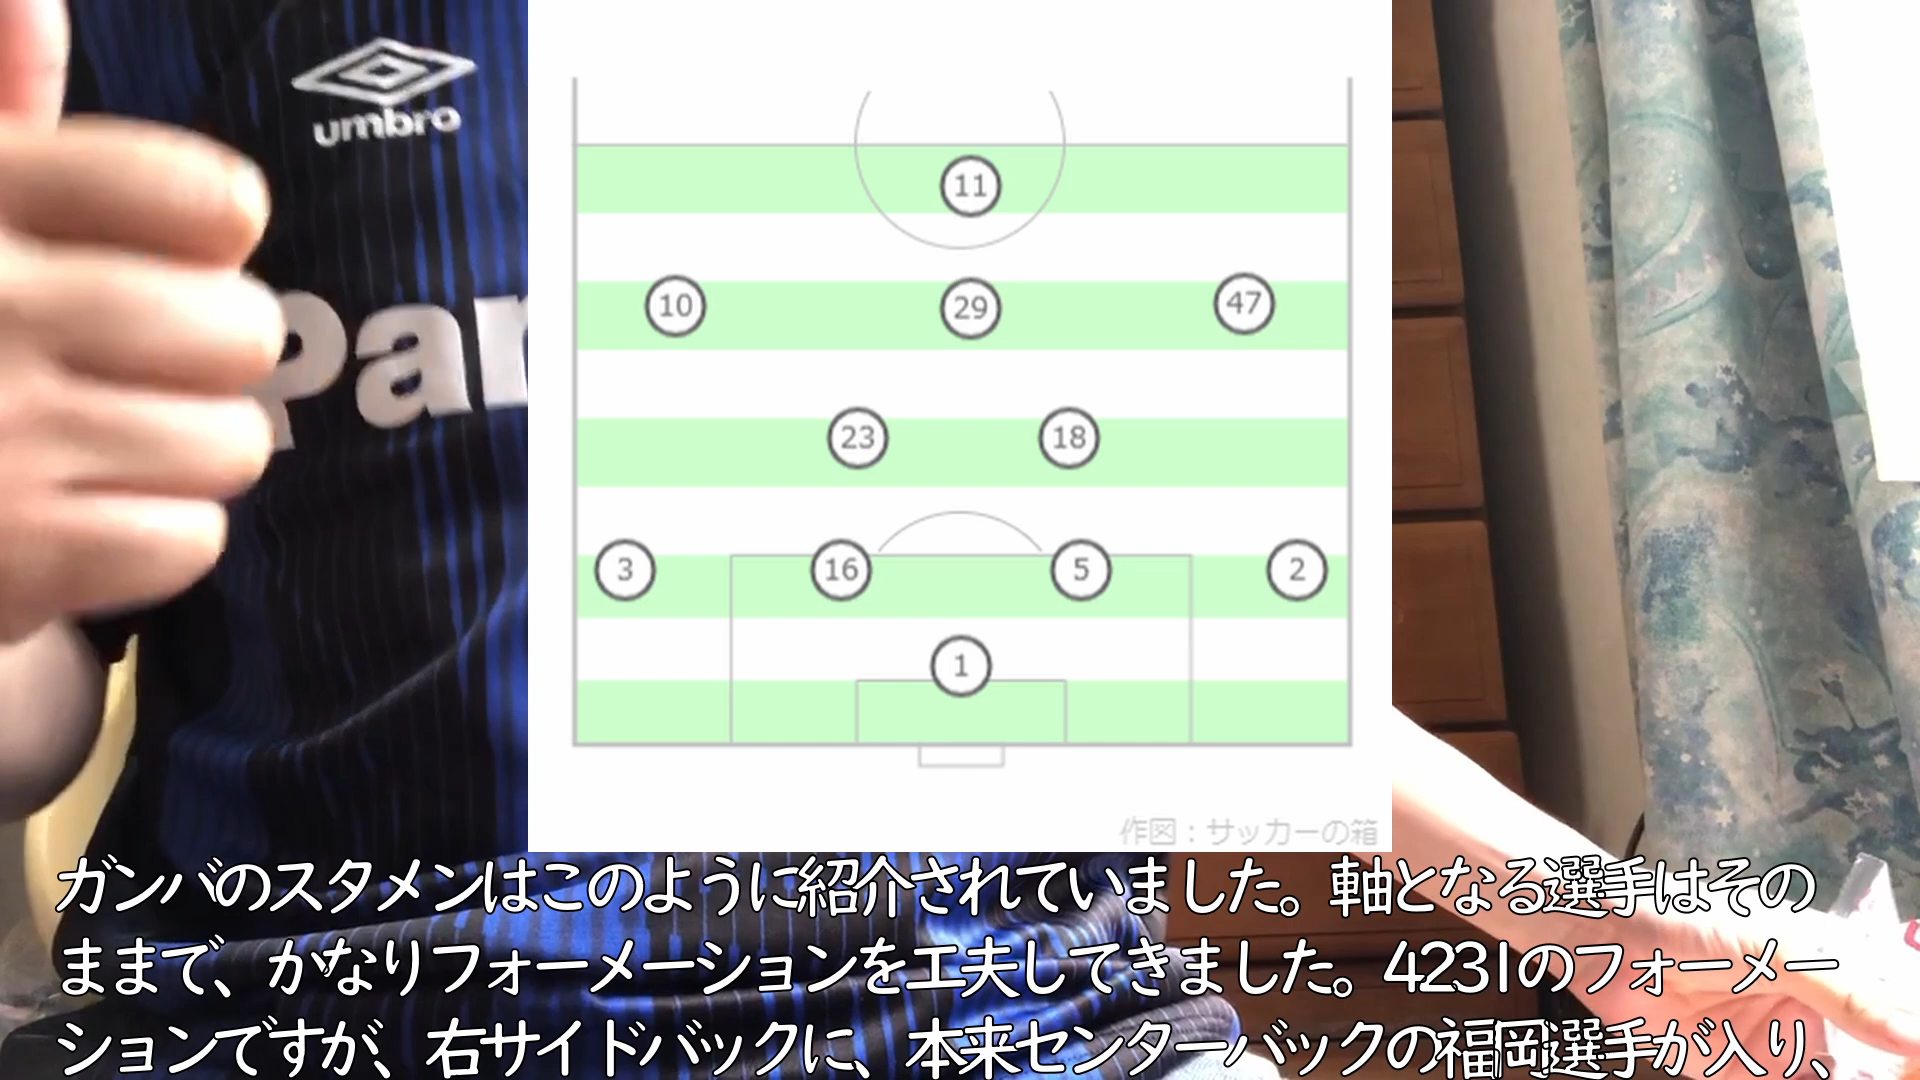 umbro
Par
11
10 29 47
23 18
3 16 5 2
1
作図：サッカーの箱
ガンバのスタメンはこのように紹介されていました。軸となる選手はその
ままで、かなりフォーメーションを工夫してきました。4231のフォーメー
ションですが、右サイドバックに、本来センターバックの福岡選手が入り、